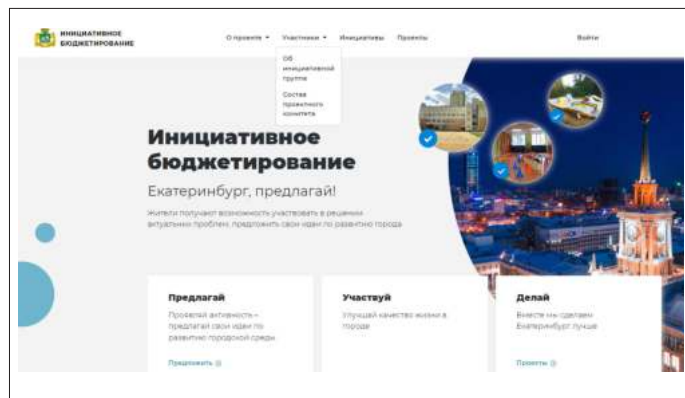 ИНИЦИАТИВНОЕ
БЮДЖЕТИРОВАНИЕ
О проекте Участники Инициативы Проекты Войти
Об
инициативной
группе
Состав
проектного
комитета
Инициативное
бюджетирование
Екатеринбург, предлагай!
Жители получают возможность участвовать в решении
актуальных проблем, предложить свои идеи по развитию города
Предлагай
Проявляй активность –
предлагай свои идеи по
развитию городской среды
Предложить
Участвуй
Улучшай качество жизни в
городе
Делай
Вместе мы сделаем
Екатеринбург лучше
Проекты